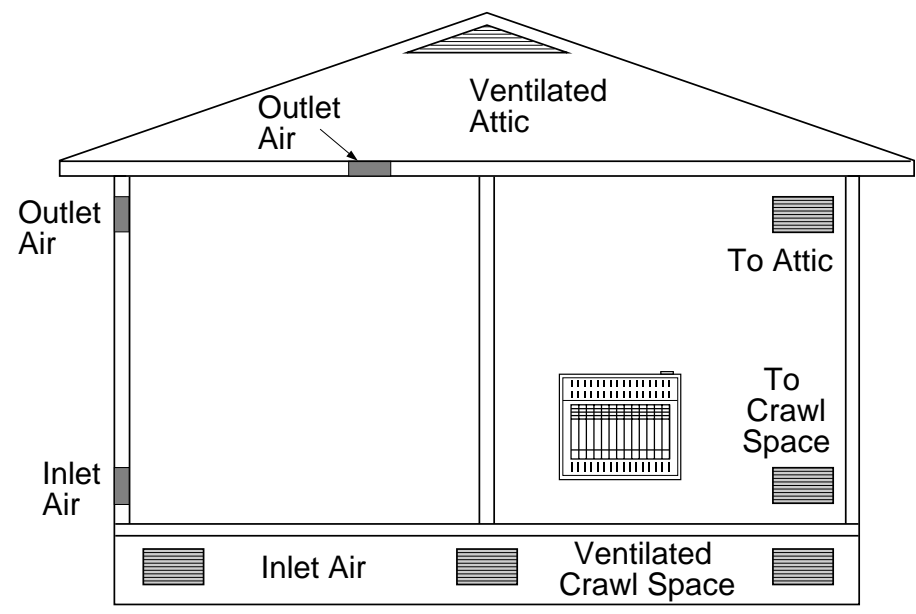 Ventilated
Attic
Outlet
Air
Outlet
Air
To Attic
To
Crawl
Space
Inlet
Air
Inlet Air
Ventilated
Crawl Space